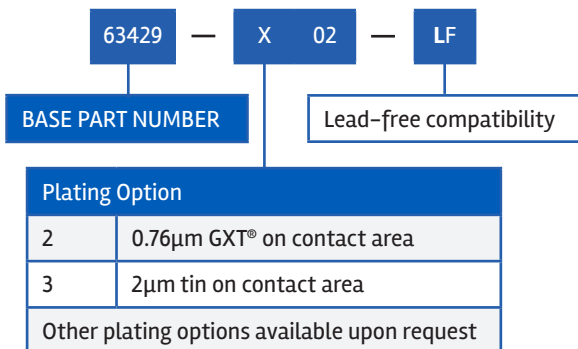 63429 — X 02 — LF
BASE PART NUMBER
Lead-free compatibility
Plating Option
2 0.76μm GXT® on contact area
3 2μm tin on contact area
Other plating options available upon request